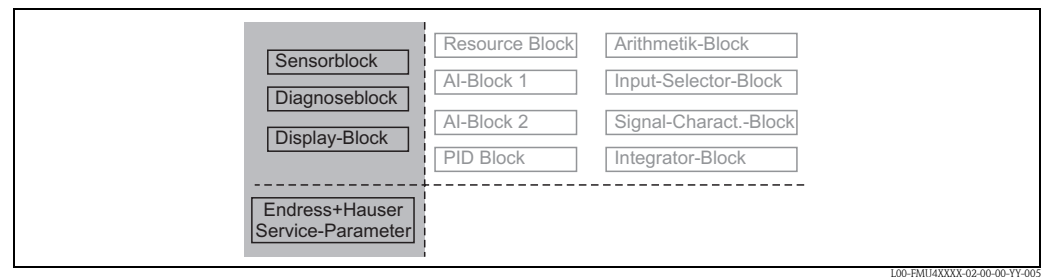 Sensorblock
Diagnoseblock
Display-Block
Resource Block
AI-Block 1
AI-Block 2
PID Block
Arithmetik-Block
Input-Selector-Block
Signal-Charact.-Block
Integrator-Block
Endress+Hauser
Service-Parameter
L00-FMU4XXXX-02-00-00-YY-005